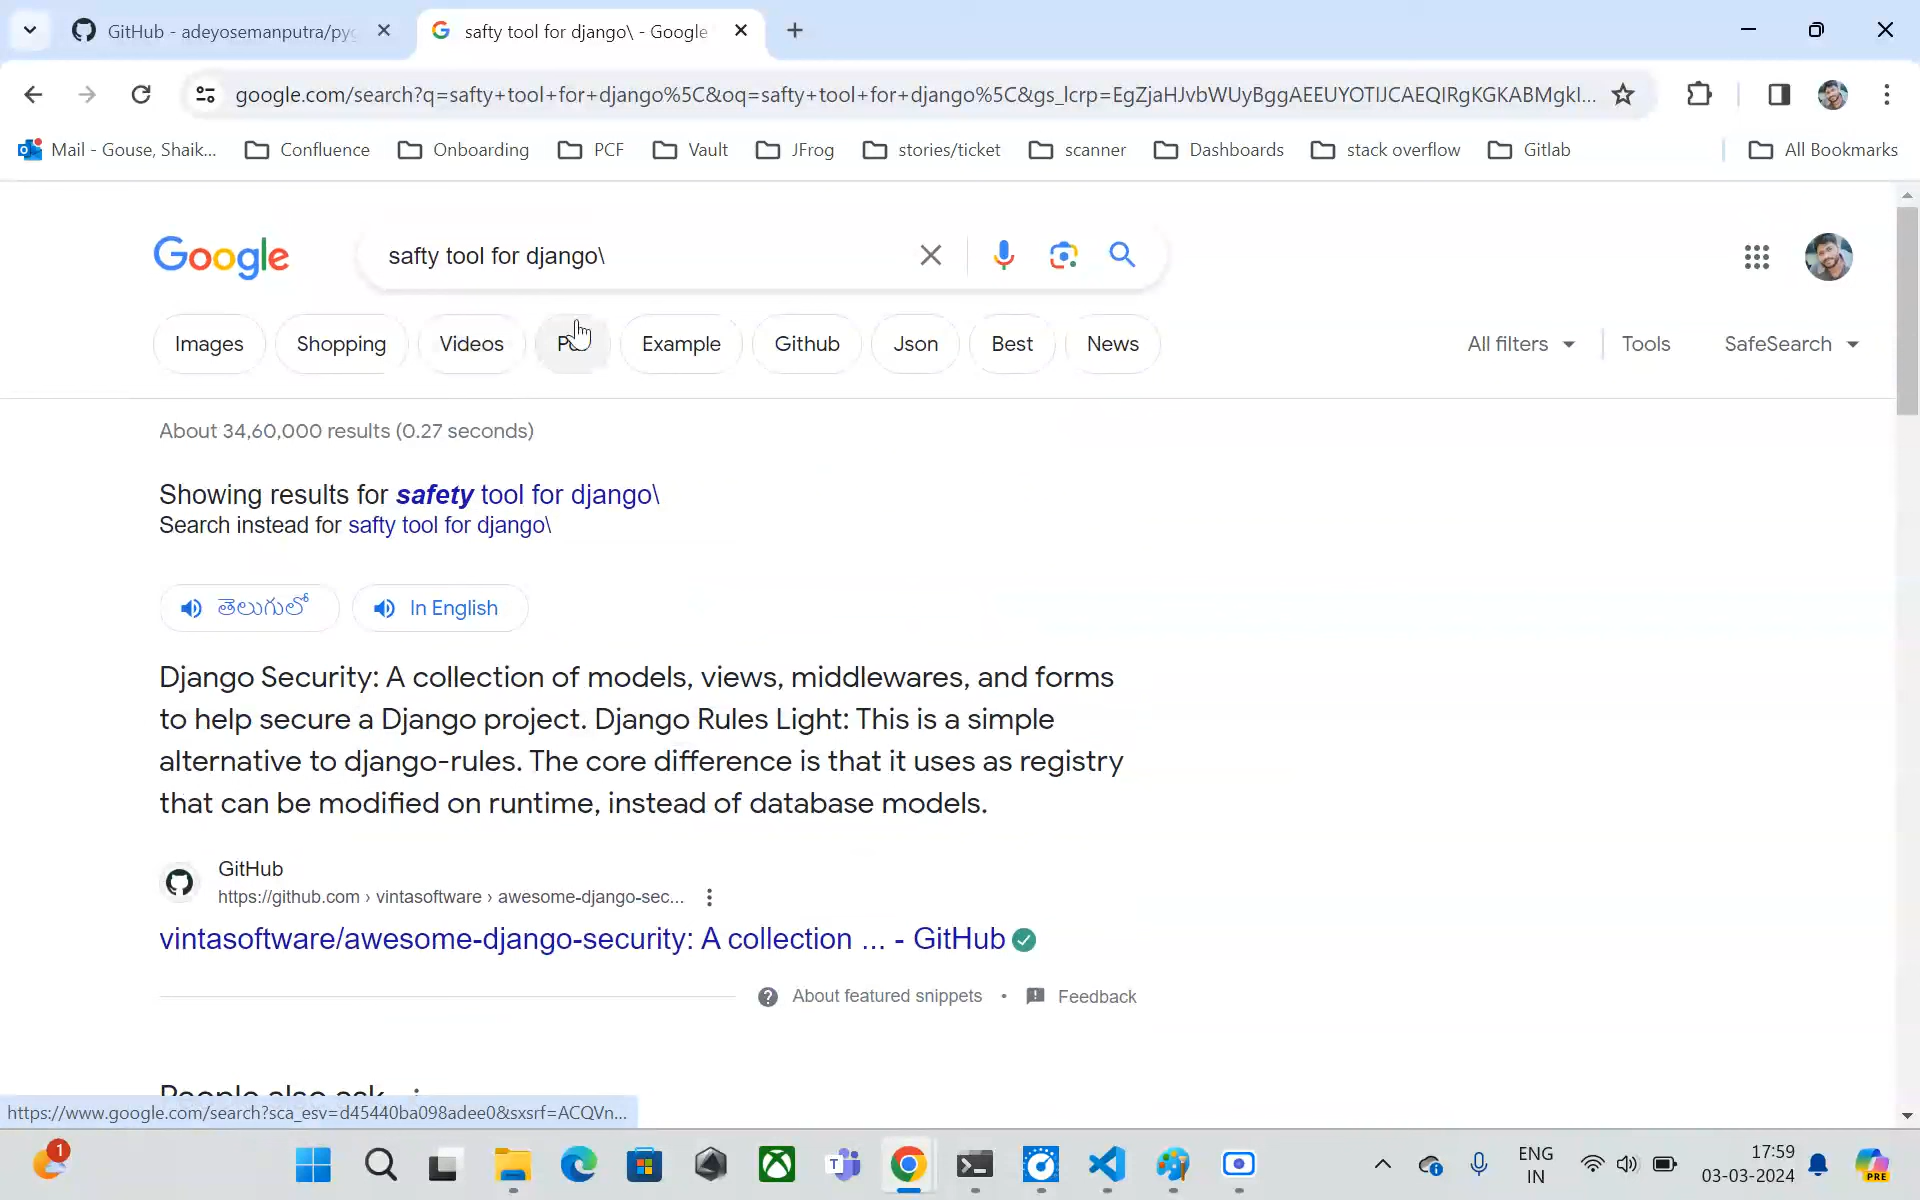 GitHub - adeyosemanputra/pyg
safty tool for django\ - Google
google.com/search?q=safty+tool+for+django%5C&oq=safty+tool+for+django%5C&gs_lcrp=EgZjaHJvbWUyBggAEEUYOTIJCAEQIRgKGKABMgkI...
Mail - Gouse, Shaik...
Confluence
Onboarding
PCF
Vault
JFrog
stories/ticket
scanner
Dashboards
stack overflow
Gitlab
All Bookmarks
Google
safty tool for django\
Images
Shopping
Videos
Example
Github
Json
Best
News
All filters
Tools
SafeSearch
About 34,60,000 results (0.27 seconds)
Showing results for safety tool for django\
Search instead for safty tool for django\
తెలుగులో
In English
Django Security: A collection of models, views, middlewares, and forms
to help secure a Django project. Django Rules Light: This is a simple
alternative to django-rules. The core difference is that it uses as registry
that can be modified on runtime, instead of database models.
GitHub
https://github.com › vintasoftware › awesome-django-sec...
vintasoftware/awesome-django-security: A collection ... - GitHub
About featured snippets • Feedback
People also ask
https://www.google.com/search?sca_esv=d45440ba098adee0&sxsrf=ACQVn...
1
ENG
IN
17:59
03-03-2024
PRE